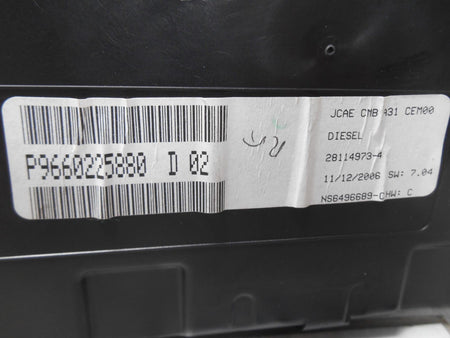 P9660225880 D 02
JCAE CMB A31 CEM00
DIESEL
28114973-4
11/12/2006 SW: 7.04
NS6496689-CHW: C